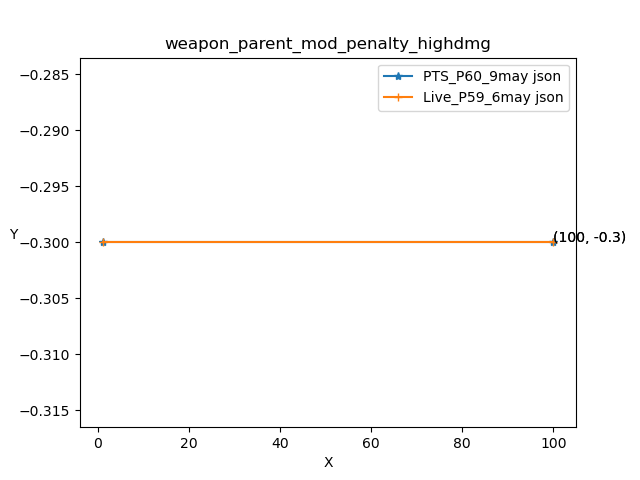 weapon_parent_mod_penalty_highdmg
PTS_P60_9may json
Live_P59_6may json
−0.285
−0.290
−0.295
Y
−0.300
(100, -0.3)
−0.305
−0.310
−0.315
0 20 40 60 80 100
X